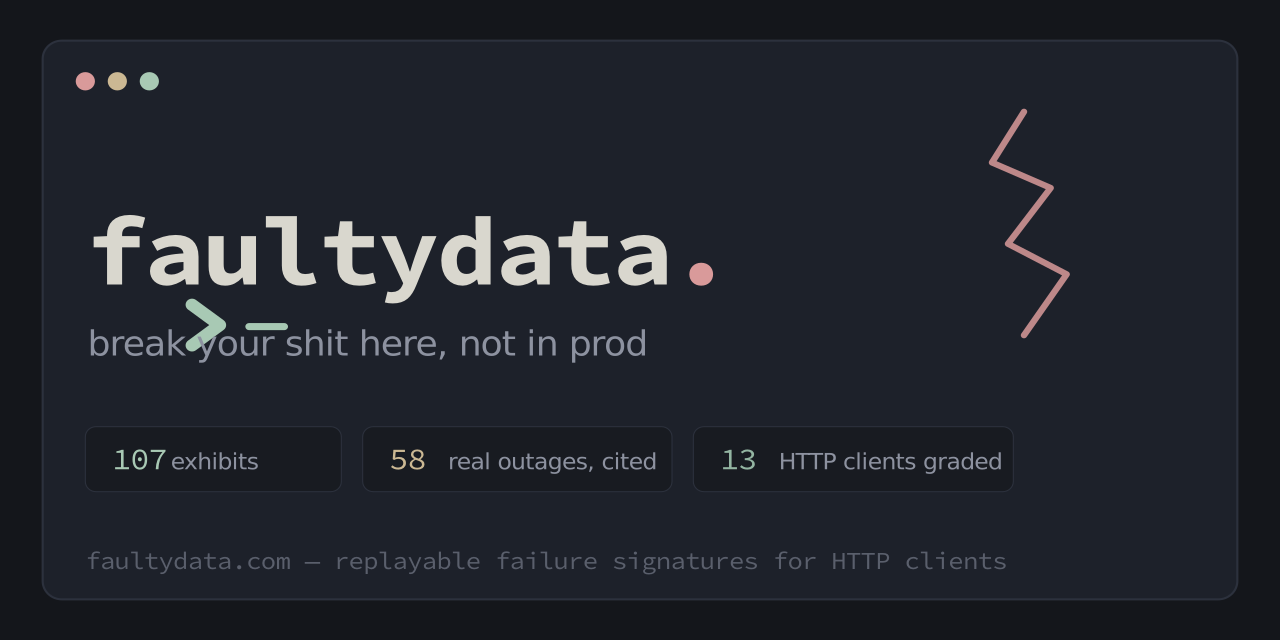 faultydata.
>_
break your shit here, not in prod
107 exhibits
58 real outages, cited
13 HTTP clients graded
faultydata.com — replayable failure signatures for HTTP clients